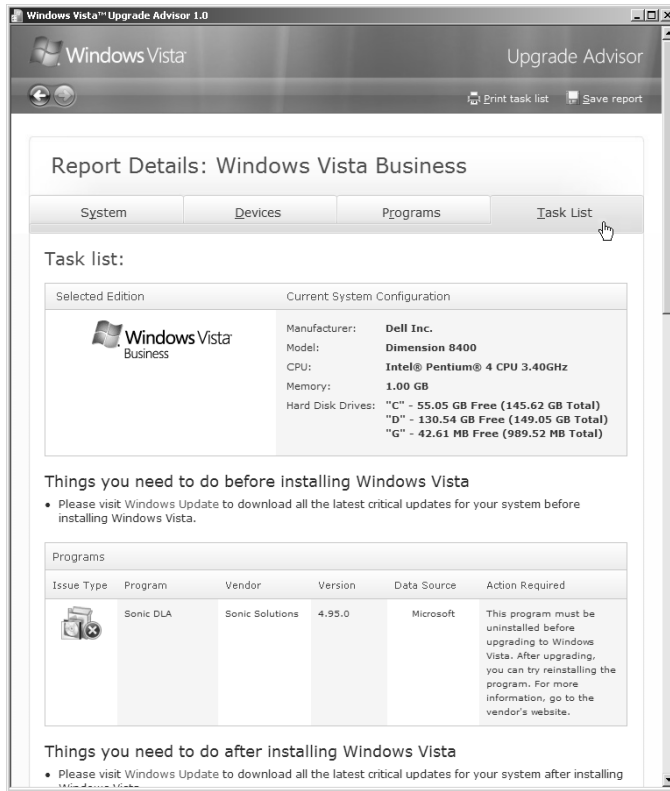 Windows Vista™ Upgrade Advisor 1.0
Windows Vista™
Upgrade Advisor
Print task list Save report
Report Details: Windows Vista Business
System Devices Programs Task List
Task list:
Selected Edition Current System Configuration
Windows Vista™
Business
Manufacturer: Dell Inc.
Model: Dimension 8400
CPU: Intel® Pentium® 4 CPU 3.40GHz
Memory: 1.00 GB
Hard Disk Drives: "C" - 55.05 GB Free (145.62 GB Total)
"D" - 130.54 GB Free (149.05 GB Total)
"G" - 42.61 MB Free (989.52 MB Total)
Things you need to do before installing Windows Vista
• Please visit Windows Update to download all the latest critical updates for your system before
installing Windows Vista.
Programs
Issue Type Program Vendor Version Data Source Action Required
Sonic DLA Sonic Solutions 4.95.0 Microsoft This program must be
uninstalled before
upgrading to Windows
Vista. After upgrading,
you can try reinstalling the
program. For more
information, go to the
vendor's website.
Things you need to do after installing Windows Vista
• Please visit Windows Update to download all the latest critical updates for your system after installing
Windows Vista.